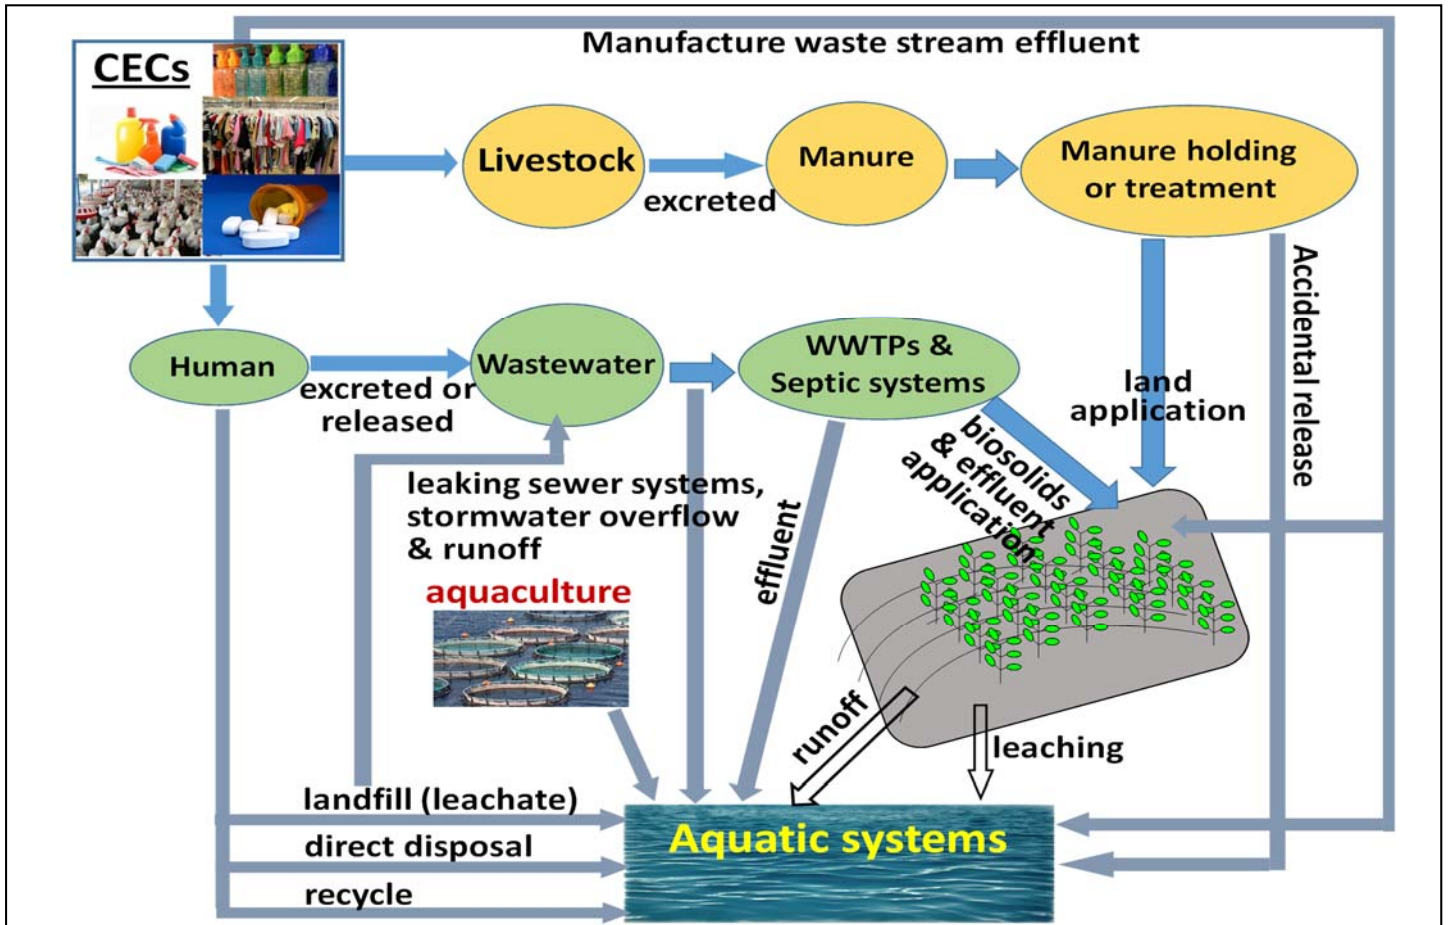 Manufacture waste stream effluent
CECs
Livestock
excreted
Manure
Manure holding
or treatment
Accidental release
land
application
Human
excreted or
released
Wastewater
WWTPs &
Septic systems
biosolids
& effluent
application
leaking sewer systems,
stormwater overflow
& runoff
effluent
aquaculture
runoff
leaching
landfill (leachate)
direct disposal
recycle
Aquatic systems